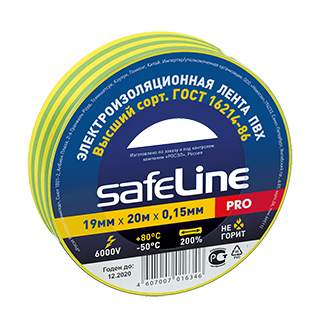 ЭЛЕКТРОИЗОЛЯЦИОННАЯ ЛЕНТА ПВХ
Высший сорт. ГОСТ 16214-86
Изготовлено по заказу и под контролем
компании «РОСЭЛ», Россия
safeLine
19мм x 20м x 0,15мм
PRO
6000V
+80°C
-50°C
200%
НЕ
ГОРИТ
Годен до:
12.2020
4 607007 016346